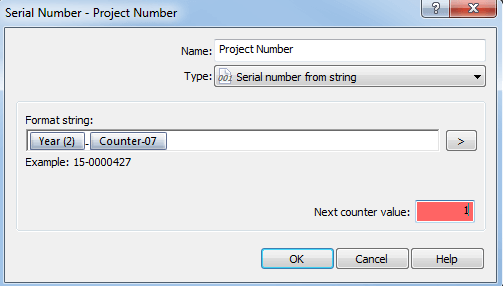 Serial Number - Project Number
?
Name: Project Number
Type: 001 Serial number from string
Format string:
Year (2) - Counter-07 >
Example: 15-0000427
Next counter value: 1
OK Cancel Help